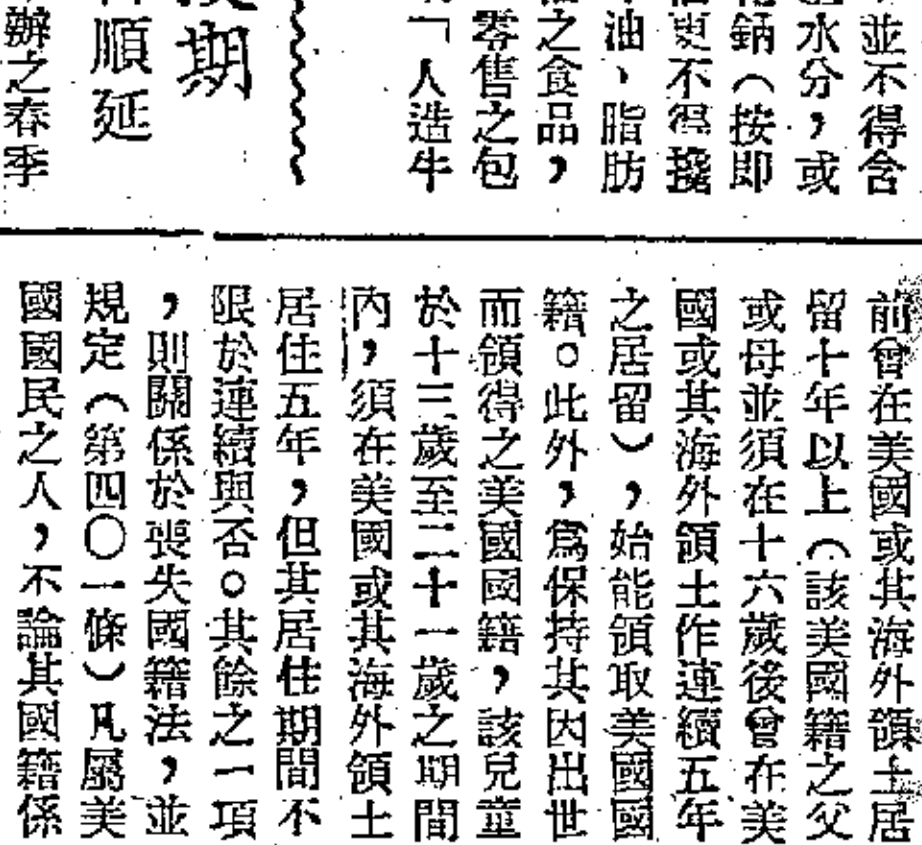 並不得含
水分，或
鎘（按即
更不得攙
油、脂肪
之食品，
零售之包
「人造牛
期
順延
辦之春季
前曾在美國或其海外領土居
留十年以上（該美國籍之父
或母並須在十六歲後曾在美
國或其海外領土作連續五年
之居留），始能領取美國國
籍。此外，爲保持其因出世
而領得之美國國籍，該兒童
於十三歲至二十一歲之期間
內，須在美國或其海外領土
居住五年，但其居住期間不
限於連續與否。其餘之一項
，則關係於喪失國籍法，並
規定（第四〇一條）凡屬美
國國民之人，不論其國籍係